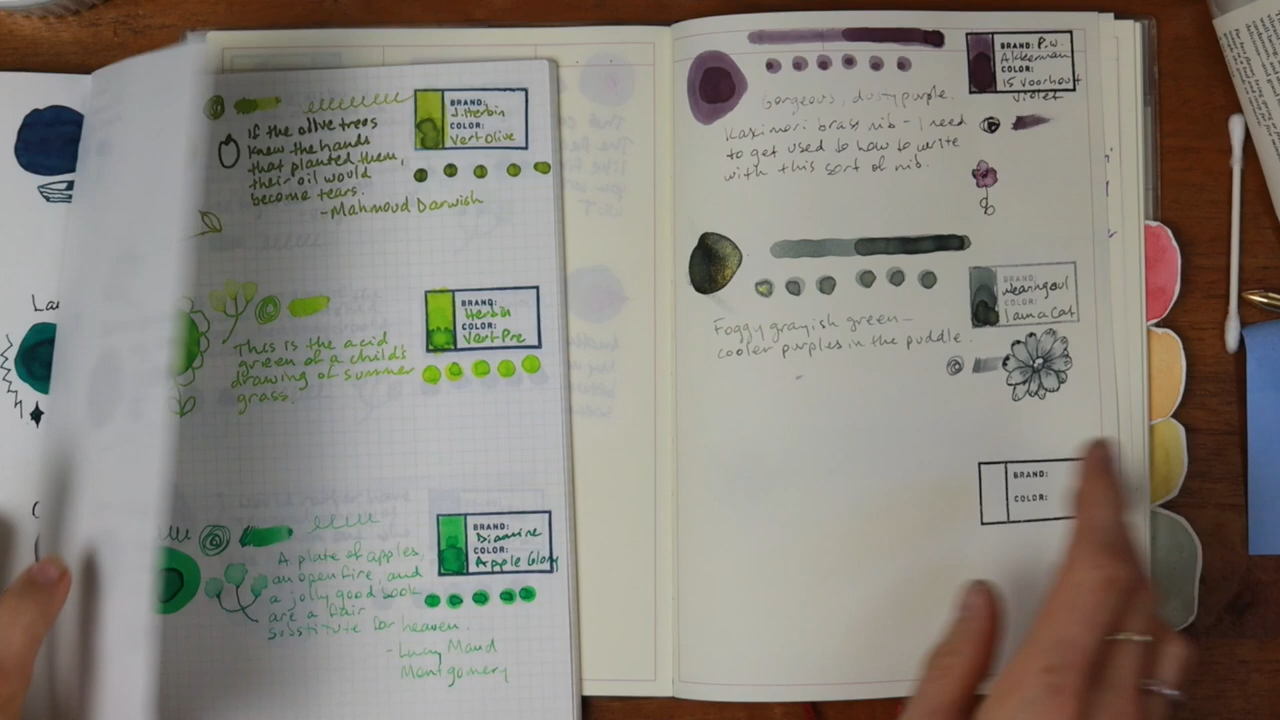 BRAND:
J. Herbin
COLOR:
Vert Olive
If the olive trees
knew the hands
that planted them,
their oil would
become tears.
-Mahmoud Darwish
BRAND:
Herbin
COLOR:
Vert Pre
This is the acid
green of a child's
drawing of summer
grass.
BRAND:
Diamine
COLOR:
Apple Glory
A plate of apples,
an open fire, and
a jolly good book
are a fair
substitute for heaven.
-Lucy Maud
Montgomery
BRAND: P.W.
Akkerman
COLOR:
15 Voorhout
Violet
Gorgeous, dusty purple.
Kakimori brass nib - I need
to get used to how to write
with this sort of nib.
BRAND:
Wearingeul
COLOR:
I am a Cat
Foggy grayish green-
cooler purples in the puddle.
BRAND:
COLOR: